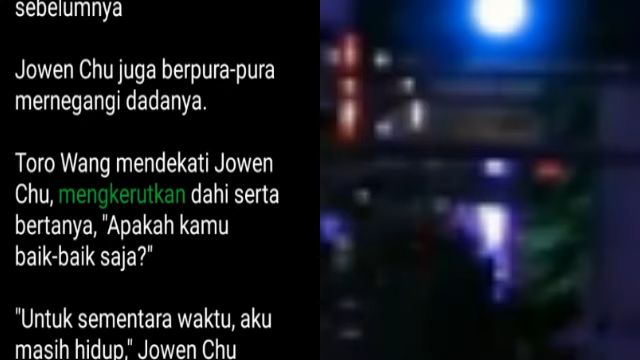 sebelumnya
Jowen Chu juga berpura-pura
mernegangi dadanya.
Toro Wang mendekati Jowen
Chu, mengkerutkan dahi serta
bertanya, "Apakah kamu
baik-baik saja?"
"Untuk sementara waktu, aku
masih hidup," Jowen Chu